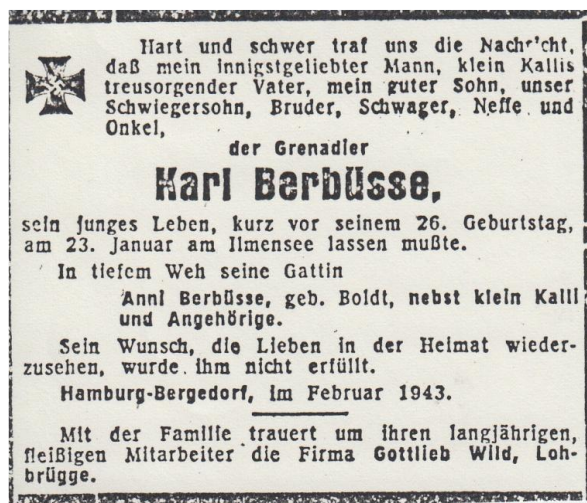 Hart und schwer traf uns die Nachricht,
daß mein innigstgeliebter Mann, klein Kallis
treusorgender Vater, mein guter Sohn, unser
Schwiegersohn, Bruder, Schwager, Neffe und
Onkel,
der Grenadier
Karl Berbüsse,
sein junges Leben, kurz vor seinem 26. Geburtstag,
am 23. Januar am Ilmensee lassen mußte.
In tiefem Weh seine Gattin
Anni Berbüsse, geb. Boldt, nebst klein Kalli
und Angehörige.
Sein Wunsch, die Lieben in der Heimat wieder-
zusehen, wurde ihm nicht erfüllt.
Hamburg-Bergedorf, im Februar 1943.
Mit der Familie trauert um ihren langjährigen,
fleißigen Mitarbeiter die Firma Gottlieb Wild, Loh-
brügge.